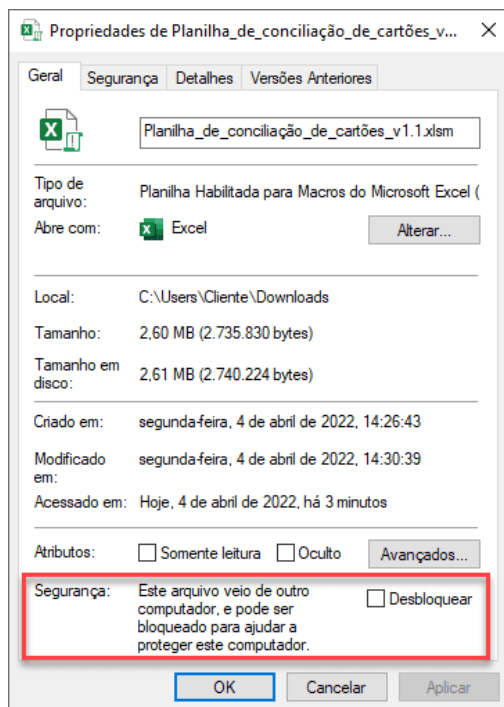 Propriedades de Planilha_de_conciliação_de_cartões_v...
Geral Segurança Detalhes Versões Anteriores
Planilha_de_conciliação_de_cartões_v1.1.xlsm
Tipo de
arquivo:
Planilha Habilitada para Macros do Microsoft Excel (
Abre com: Excel Alterar...
Local: C:\Users\Cliente\Downloads
Tamanho: 2,60 MB (2.735.830 bytes)
Tamanho em
disco:
2,61 MB (2.740.224 bytes)
Criado em: segunda-feira, 4 de abril de 2022, 14:26:43
Modificado
em:
segunda-feira, 4 de abril de 2022, 14:30:39
Acessado em: Hoje, 4 de abril de 2022, há 3 minutos
Atributos: Somente leitura Oculto Avançados...
Segurança: Este arquivo veio de outro
computador, e pode ser
bloqueado para ajudar a
proteger este computador.
Desbloquear
OK Cancelar Aplicar